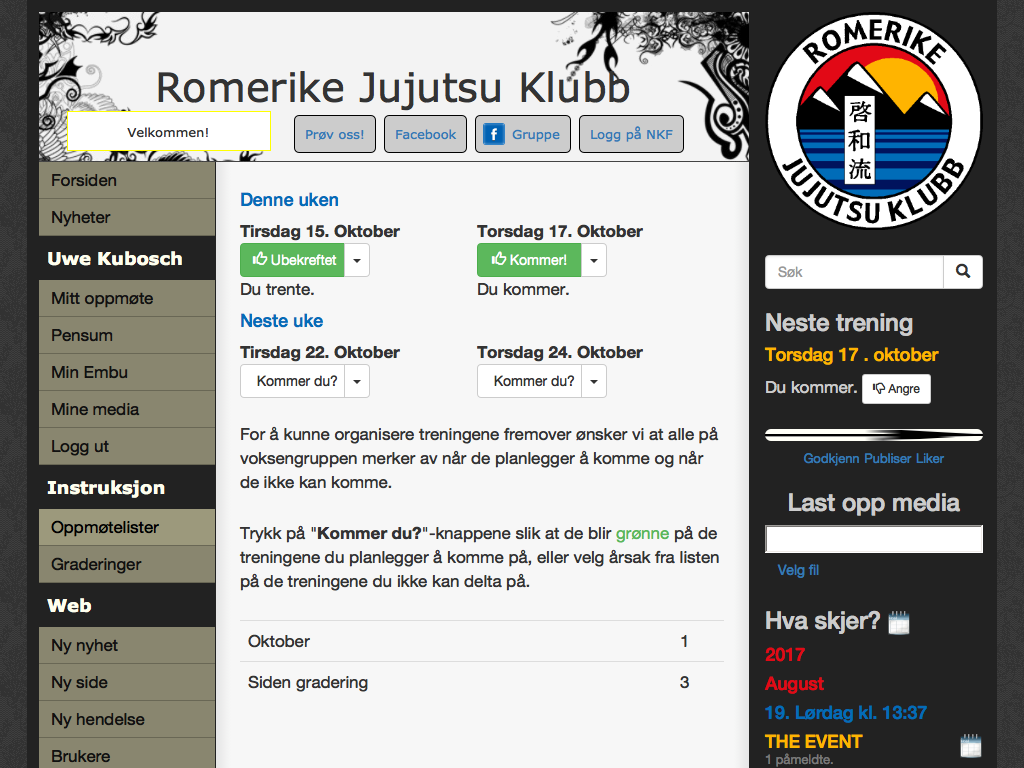 Romerike Jujutsu Klubb
Velkommen!
Prøv oss!
Facebook
f Gruppe
Logg på NKF
Forsiden
Nyheter
Uwe Kubosch
Mitt oppmøte
Pensum
Min Embu
Mine media
Logg ut
Instruksjon
Oppmøtelister
Graderinger
Web
Ny nyhet
Ny side
Ny hendelse
Brukere
Denne uken
Tirsdag 15. Oktober
Ubekreftet
Du trente.
Torsdag 17. Oktober
Kommer!
Du kommer.
Neste uke
Tirsdag 22. Oktober
Kommer du?
Torsdag 24. Oktober
Kommer du?
For å kunne organisere treningene fremover ønsker vi at alle på
voksengruppen merker av når de planlegger å komme og når
de ikke kan komme.
Trykk på "Kommer du?"-knappene slik at de blir grønne på de
treningene du planlegger å komme på, eller velg årsak fra listen
på de treningene du ikke kan delta på.
Oktober 1
Siden gradering 3
ROMERIKE
啓和流
JUJUTSU KLUBB
Søk
Neste trening
Torsdag 17 . oktober
Du kommer. Angre
Godkjenn Publiser Liker
Last opp media
Velg fil
Hva skjer?
2017
August
19. Lørdag kl. 13:37
THE EVENT
1 påmeldte.